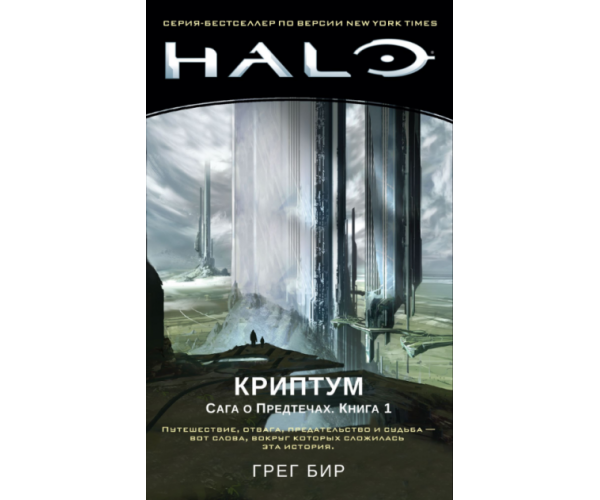 СЕРИЯ-БЕСТСЕЛЛЕР ПО ВЕРСИИ NEW YORK TIMES
HALO
КРИПТУМ
САГА О ПРЕДТЕЧАХ. КНИГА 1
ПУТЕШЕСТВИЕ, ОТВАГА, ПРЕДАТЕЛЬСТВО И СУДЬБА —
ВОТ СЛОВА, ВОКРУГ КОТОРЫХ СЛОЖИЛАСЬ
ЭТА ИСТОРИЯ.
ГРЕГ БИР